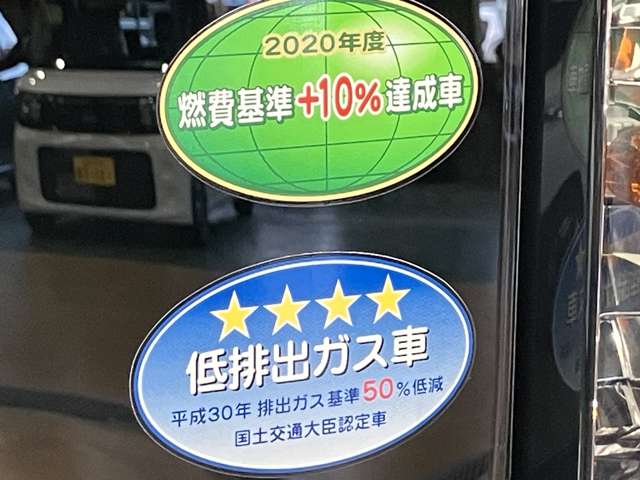 2020年度
燃費基準+10%達成車
低排出ガス車
平成30年 排出ガス基準50%低減
国土交通大臣認定車